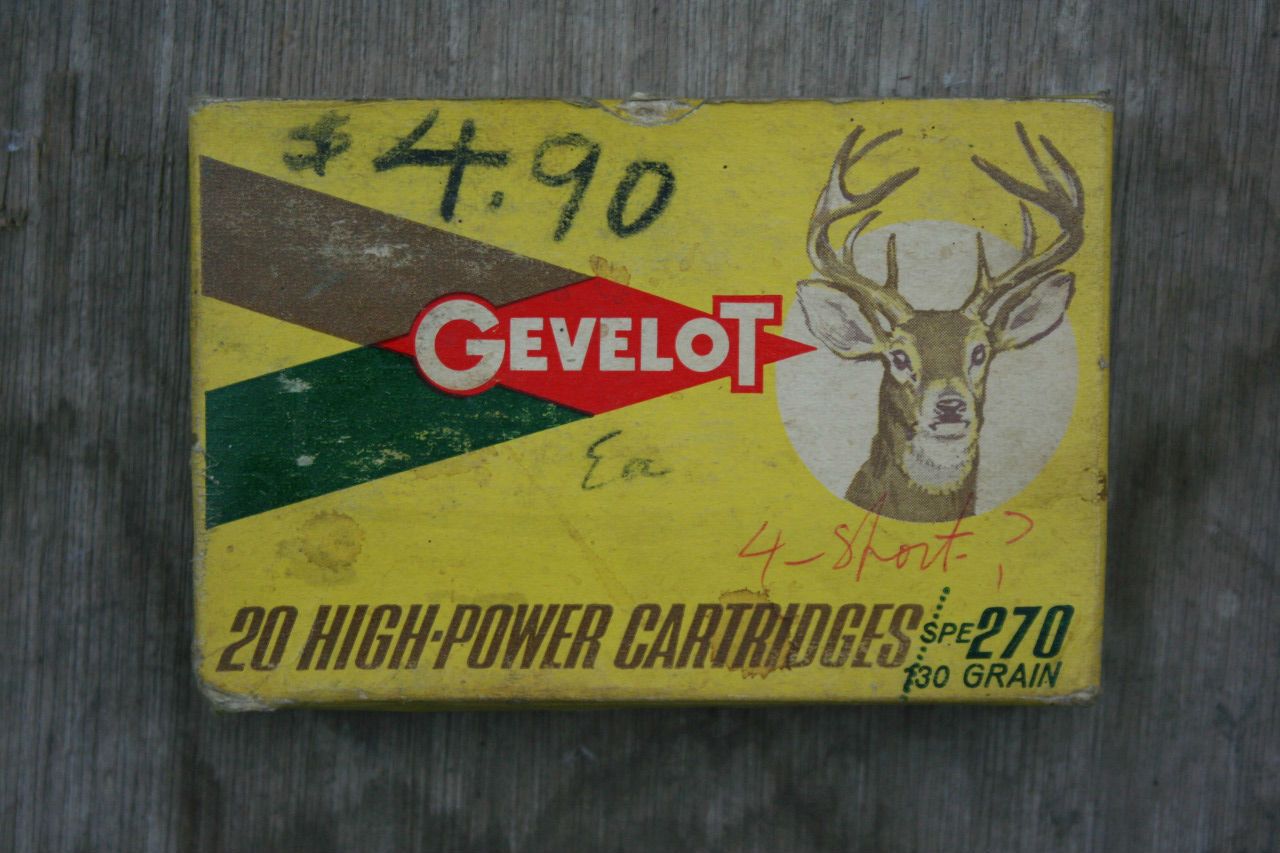 $4.90
GEVELOT
Ea
4-short-?
20 HIGH-POWER CARTRIDGES SPE 270
130 GRAIN